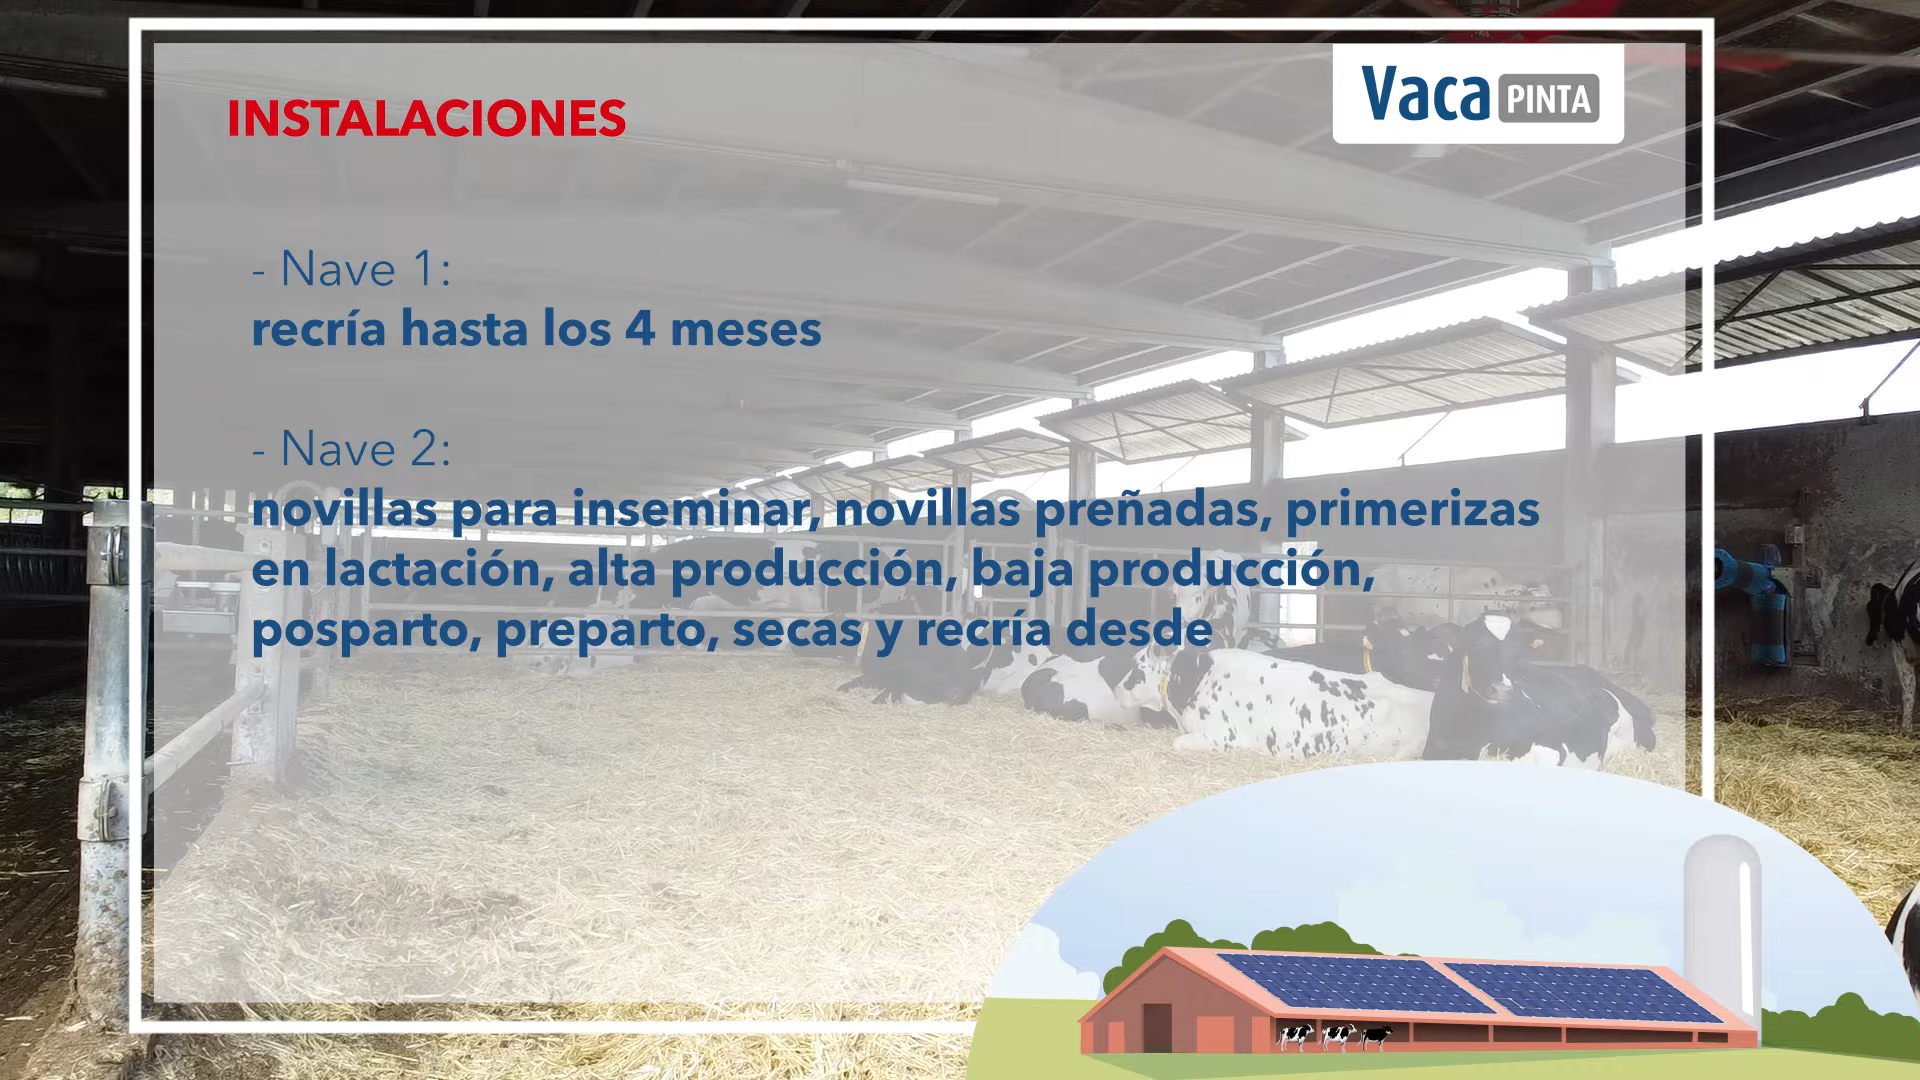 INSTALACIONES
Vaca PINTA
- Nave 1:
recría hasta los 4 meses
- Nave 2:
novillas para inseminar, novillas preñadas, primerizas
en lactación, alta producción, baja producción,
posparto, preparto, secas y recría desde